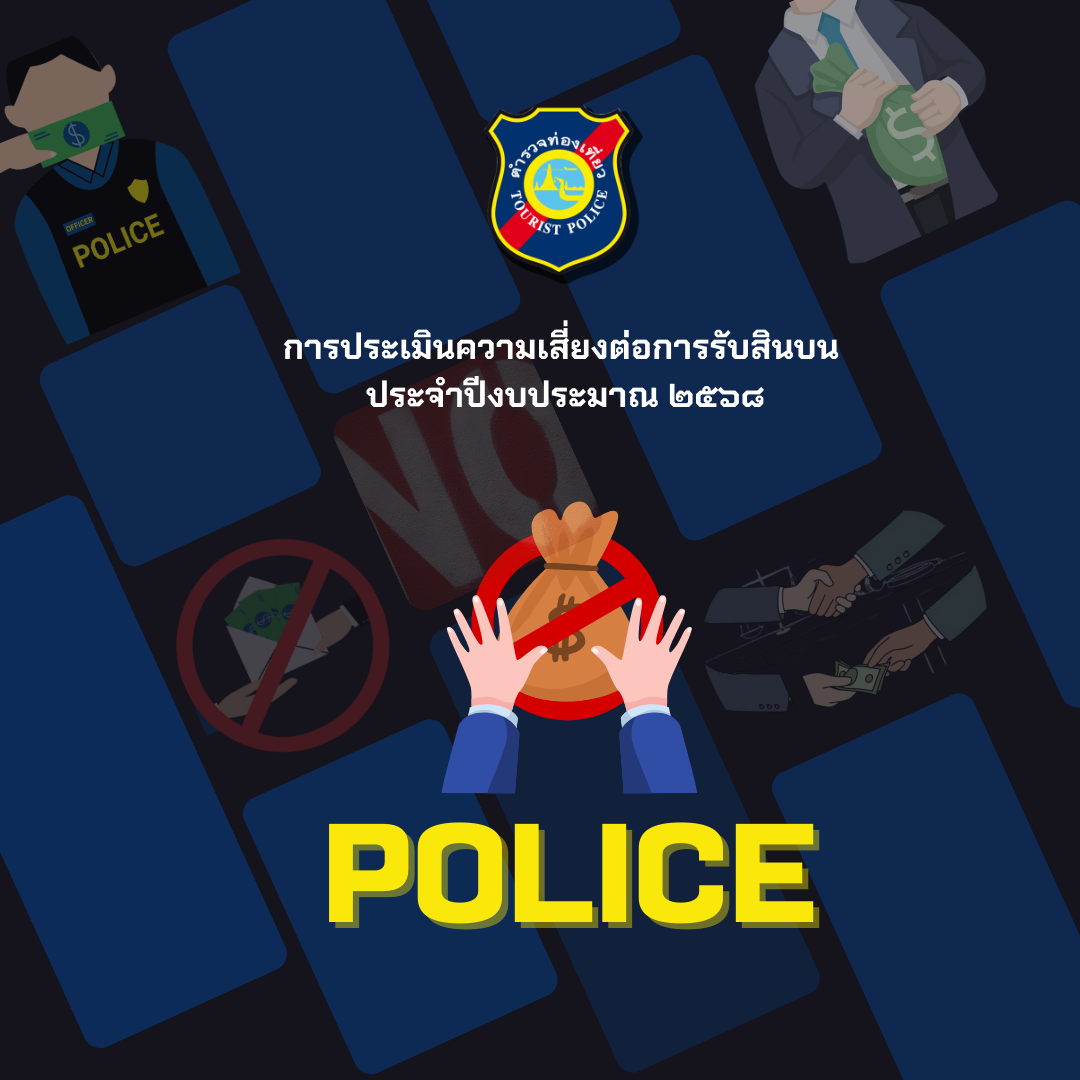 ตำรวจท่องเที่ยว
TOURIST POLICE
OFFICER
POLICE
การประเมินความเสี่ยงต่อการรับสินบน
ประจำปีงบประมาณ ๒๕๖๘
NO
POLICE